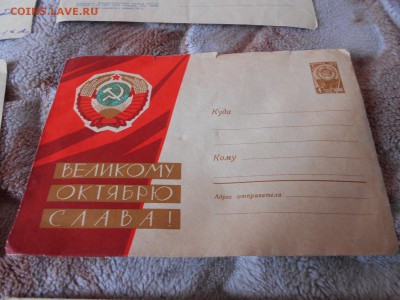 COINS.LAVE.RU
Куда
Кому
Адрес отправителя
ВЕЛИКОМУ
ОКТЯБРЮ
СЛАВА!